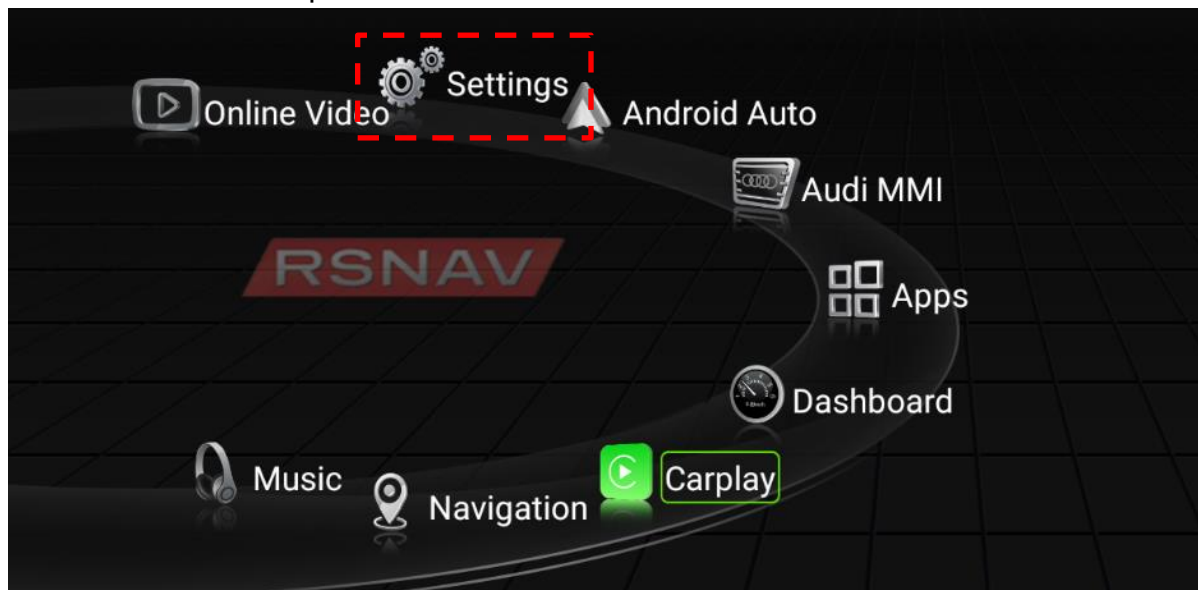 Settings
Online Video
Android Auto
Audi MMI
RSNAV
Apps
Dashboard
Carplay
Music
Navigation